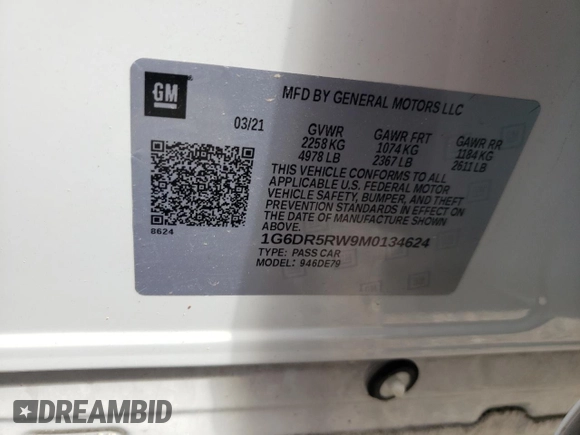 GM
MFD BY GENERAL MOTORS LLC
03/21
GVWR GAWR FRT GAWR RR
2258 KG 1074 KG 1184 KG
4978 LB 2367 LB 2611 LB
THIS VEHICLE CONFORMS TO ALL
APPLICABLE U.S. FEDERAL MOTOR
VEHICLE SAFETY, BUMPER, AND THEFT
PREVENTION STANDARDS IN EFFECT ON
THE DATE OF MANUFACTURE SHOWN
ABOVE.
8624
1G6DR5RW9M0134624
TYPE: PASS CAR
MODEL: 946DE79
DREAMBID